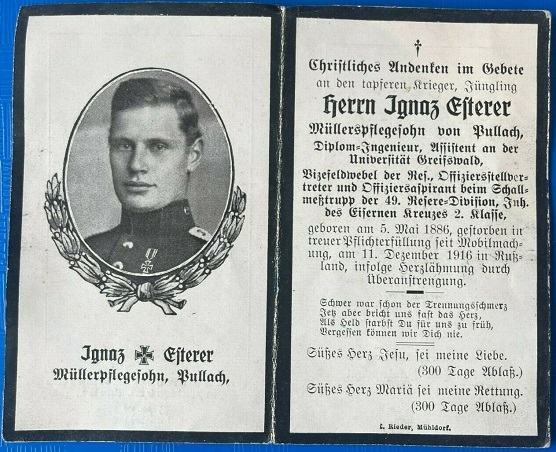 Ignaz ✠ Esterer
Müllerpflegesohn, Pullach,
†
Christliches Andenken im Gebete
an den tapferen Krieger, Jüngling
Herrn Ignaz Esterer
Müllerspflegesohn von Pullach,
Diplom-Ingenieur, Assistent an der
Universität Greifswald,
Vizefeldwebel der Res., Offizierstellver-
treter und Offiziersaspirant beim Schall-
meßtrupp der 49. Resere-Division, Inh.
des Eisernen Kreuzes 2. Klasse,
geboren am 5. Mai 1886, gestorben in
treuer Pflichterfüllung seit Mobilmach-
ung, am 11. Dezember 1916 in Ruß-
land, infolge Herzlähmung durch
Überanstrengung.
Schwer war schon der Trennungsschmerz
Jetz aber bricht uns fast das Herz,
Als Held starbst Du für uns zu früh,
Vergessen können wir Dich nie.
Süßes Herz Jesu, sei meine Liebe.
(300 Tage Ablaß.)
Süßes Herz Mariä sei meine Rettung.
(300 Tage Ablaß.)
L. Rieder, Mühldorf.